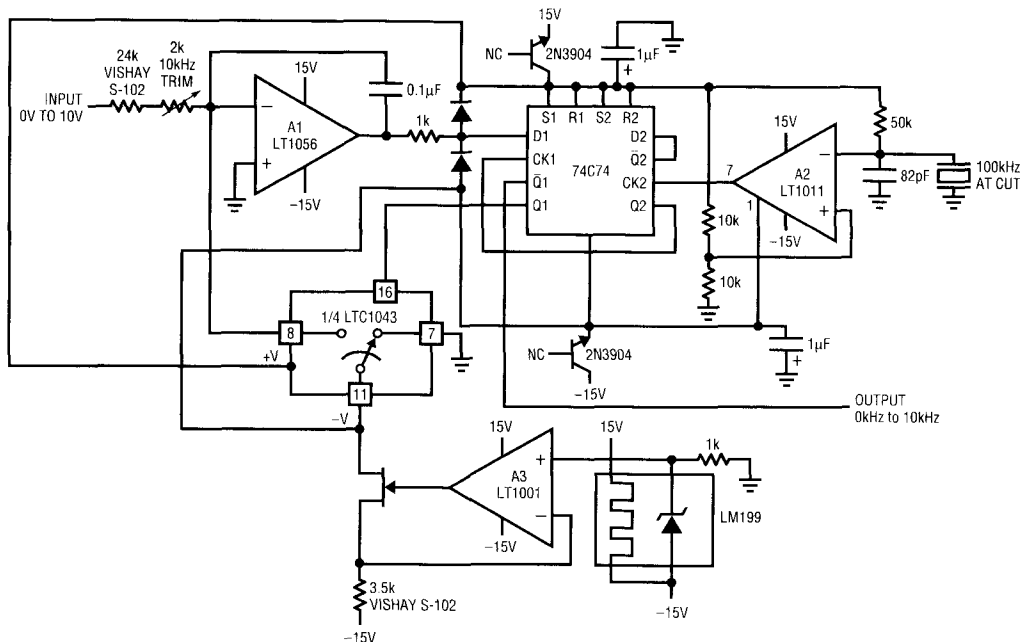 15V
NC
2N3904
1µF
+
24k
VISHAY
S-102
2k
10kHz
TRIM
INPUT
0V TO 10V
15V
−
A1
LT1056
+
−15V
0.1µF
1k
S1 R1 S2 R2
D1
CK1
Q̅1
Q1
74C74
D2
Q̅2
CK2
Q2
7
15V
−
A2
LT1011
1
+
−15V
50k
82pF
100kHz
AT CUT
10k
10k
16
1/4 LTC1043
8
7
+V
11
−V
NC
2N3904
−15V
1µF
+
OUTPUT
0kHz to 10kHz
15V
+
A3
LT1001
−
−15V
15V
1k
LM199
−15V
3.5k
VISHAY S-102
−15V